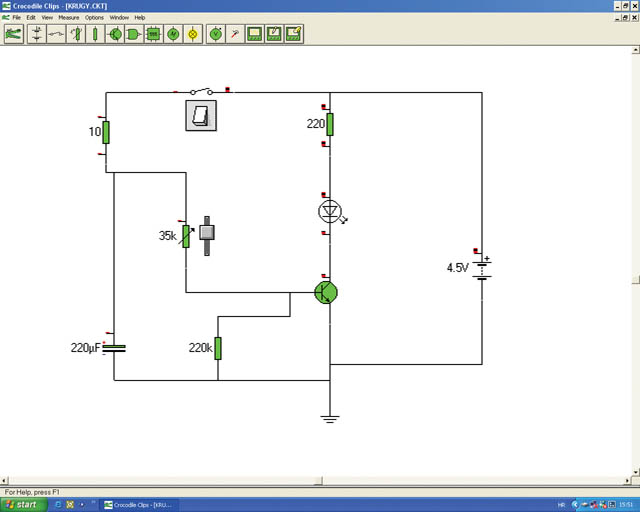 Crocodile Clips - [KRUGY.CKT]
File Edit View Measure Options Window Help
10
220
35k
4.5V
220µF
220k
For Help, press F1
start
Crocodile Clips - [KRU...
HR
15:51